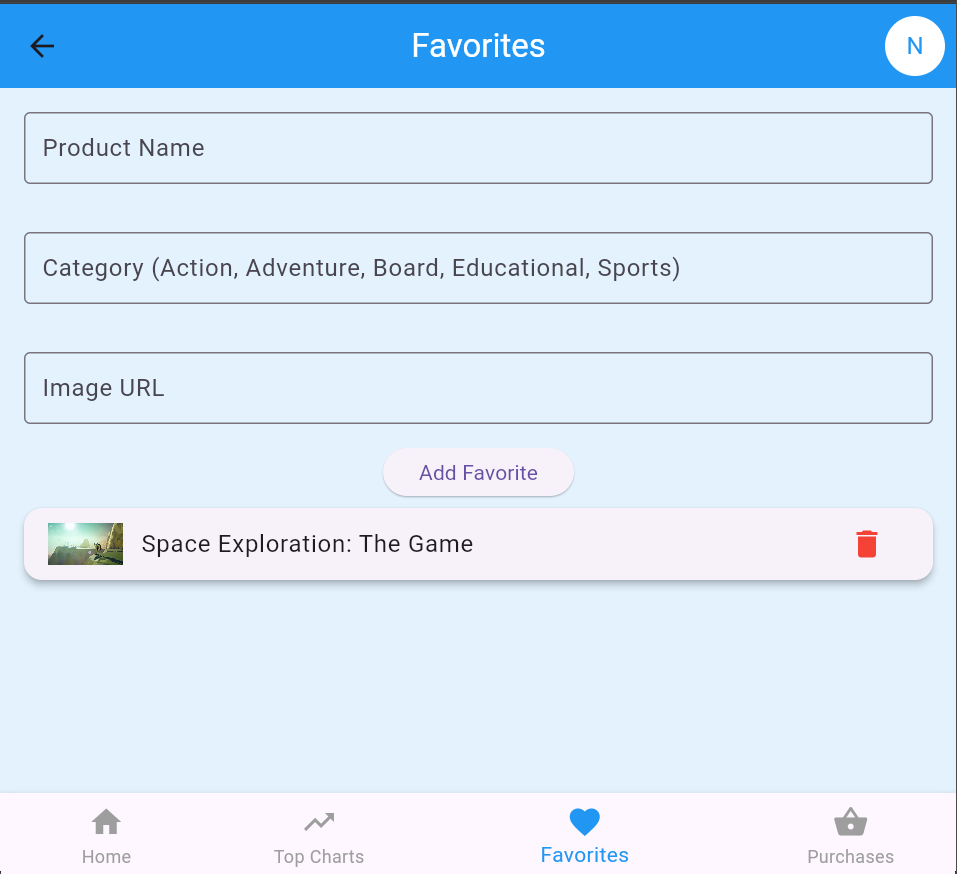 Favorites
N
Product Name
Category (Action, Adventure, Board, Educational, Sports)
Image URL
Add Favorite
Space Exploration: The Game
Home
Top Charts
Favorites
Purchases